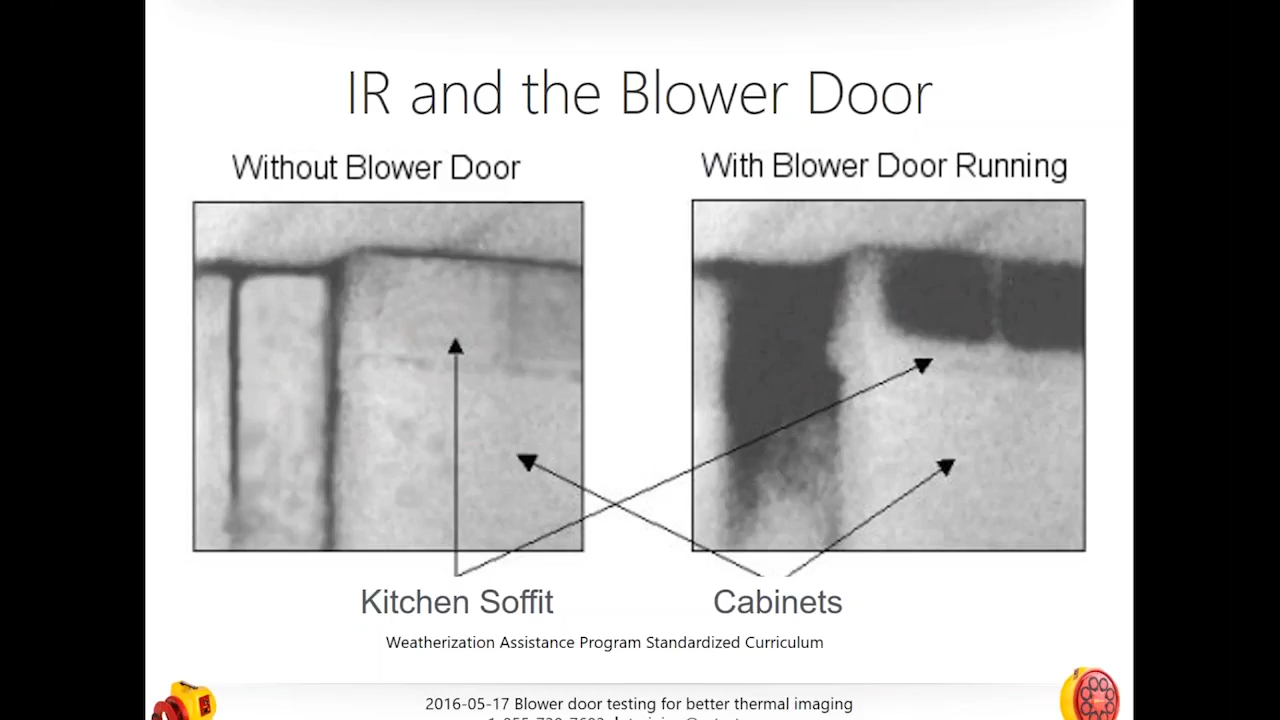 IR and the Blower Door
Without Blower Door
With Blower Door Running
Kitchen Soffit
Cabinets
Weatherization Assistance Program Standardized Curriculum
2016-05-17 Blower door testing for better thermal imaging